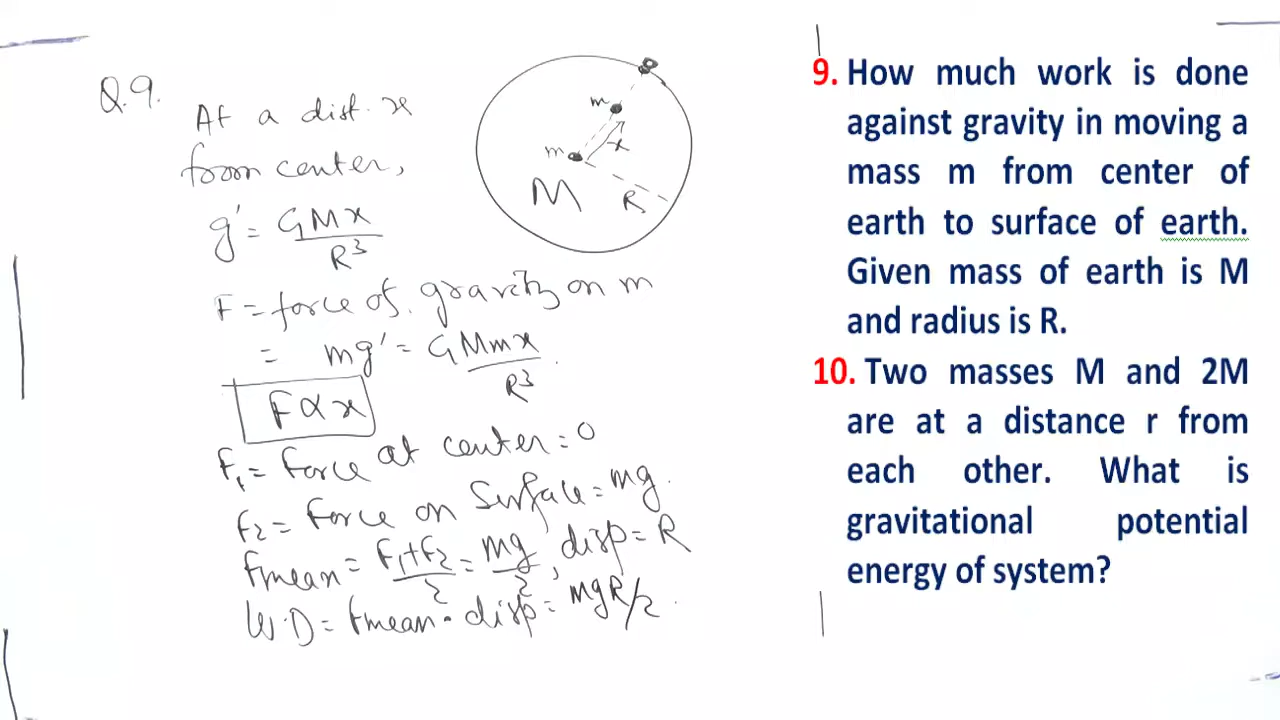 Q.9.
At a dist. x
from center,
g' = GMx/R³
F = force of gravity on m
= mg' = GMmx/R³.
F∝x
F₁ = Force at center = 0
F₂ = Force on Surface = mg.
Fmean = F₁+F₂/2 = mg/2, disp = R
W.D = Fmean . disp = mgR/2.
m
x
m
M
R
9. How much work is done
against gravity in moving a
mass m from center of
earth to surface of earth.
Given mass of earth is M
and radius is R.
10. Two masses M and 2M
are at a distance r from
each other. What is
gravitational potential
energy of system?